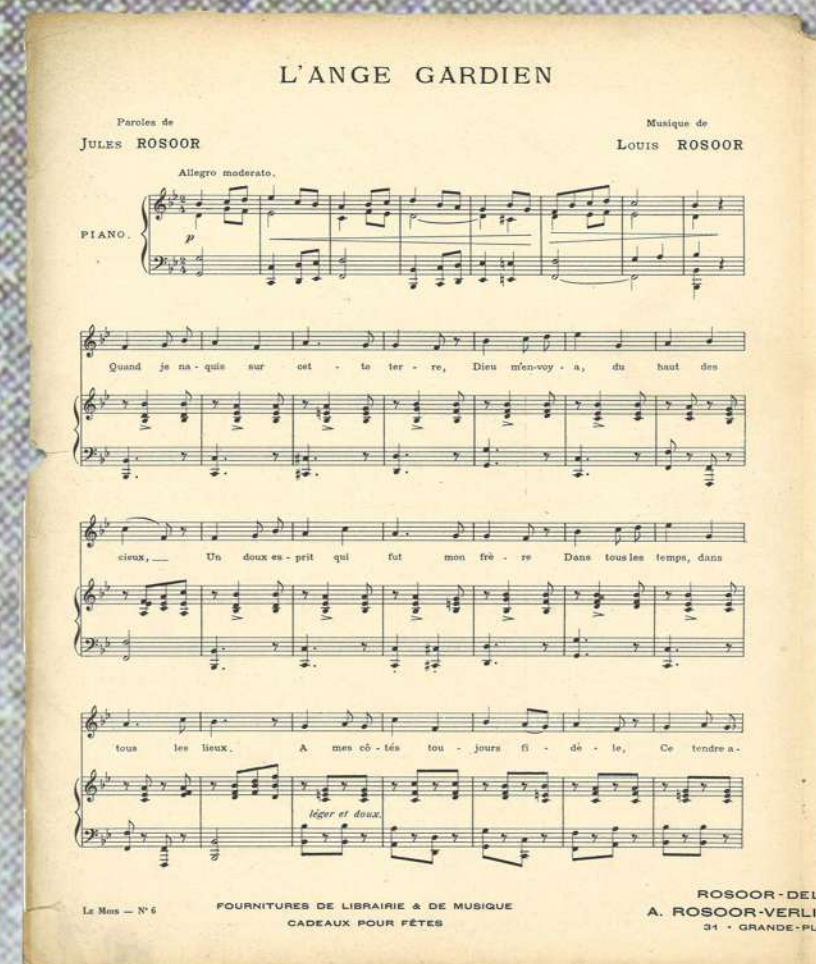 L'ANGE GARDIEN
Paroles de
JULES ROSOOR
Musique de
LOUIS ROSOOR
Allegro moderato.
PIANO.
p
Quand je na - quis sur cet - te ter - re, Dieu m'en-voy - a, du haut des
cieux, Un doux es - prit qui fut mon frè - re Dans tous les temps, dans
tous les lieux. A mes cô - tés tou - jours fi - dè - le, Ce tendre a -
léger et doux.
LE MOIS — N° 6
FOURNITURES DE LIBRAIRIE & DE MUSIQUE
CADEAUX POUR FÊTES
ROSOOR - DEL
A. ROSOOR-VERLI
31 - GRANDE-PL